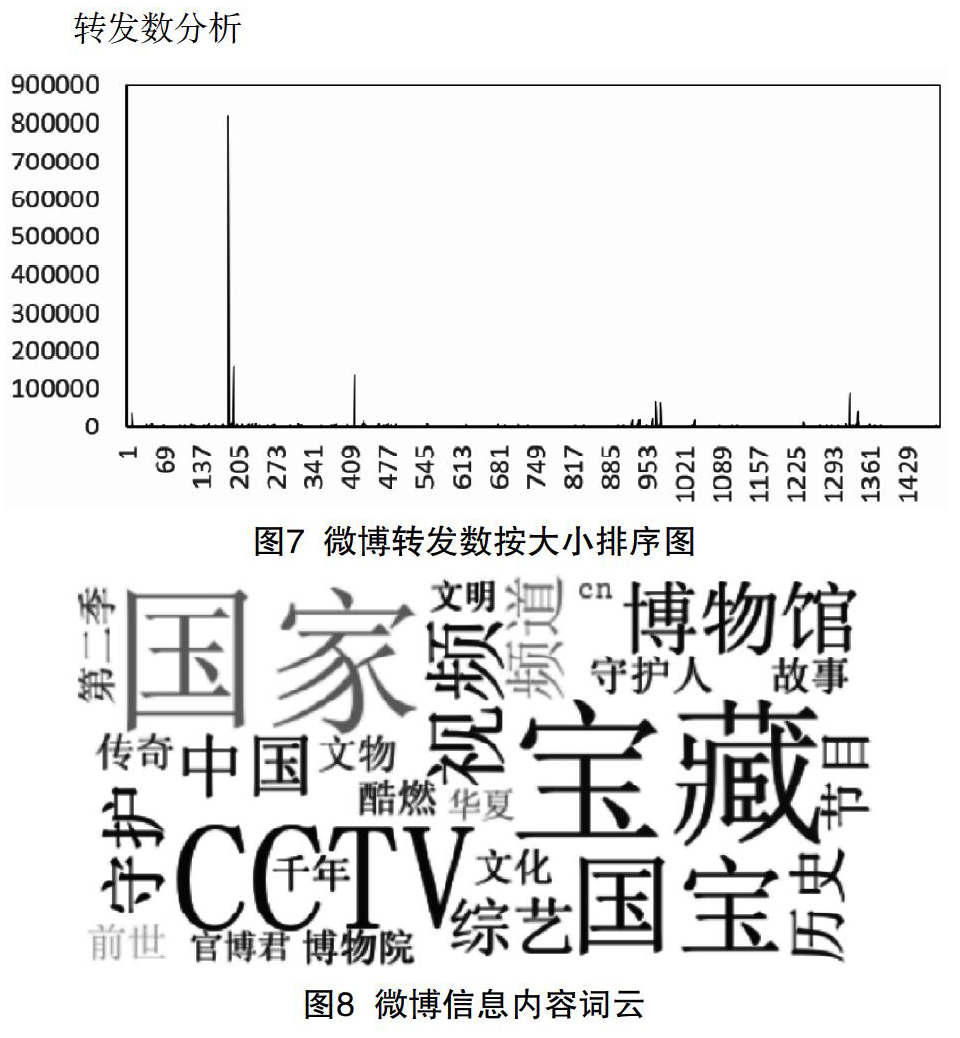 转发数分析
900000
800000
700000
600000
500000
400000
300000
200000
100000
0
1 69 137 205 273 341 409 477 545 613 681 749 817 885 953 1021 1089 1157 1225 1293 1361 1429
图7 微博转发数按大小排序图
第二季
国家
文明
视频
频道
cn
博物馆
守护人
故事
传奇
中国
文物
酷燃
华夏
宝藏
节目
守护
CCTV
千年
文化
综艺
国宝
历史
前世
官博君
博物院
图8 微博信息内容词云